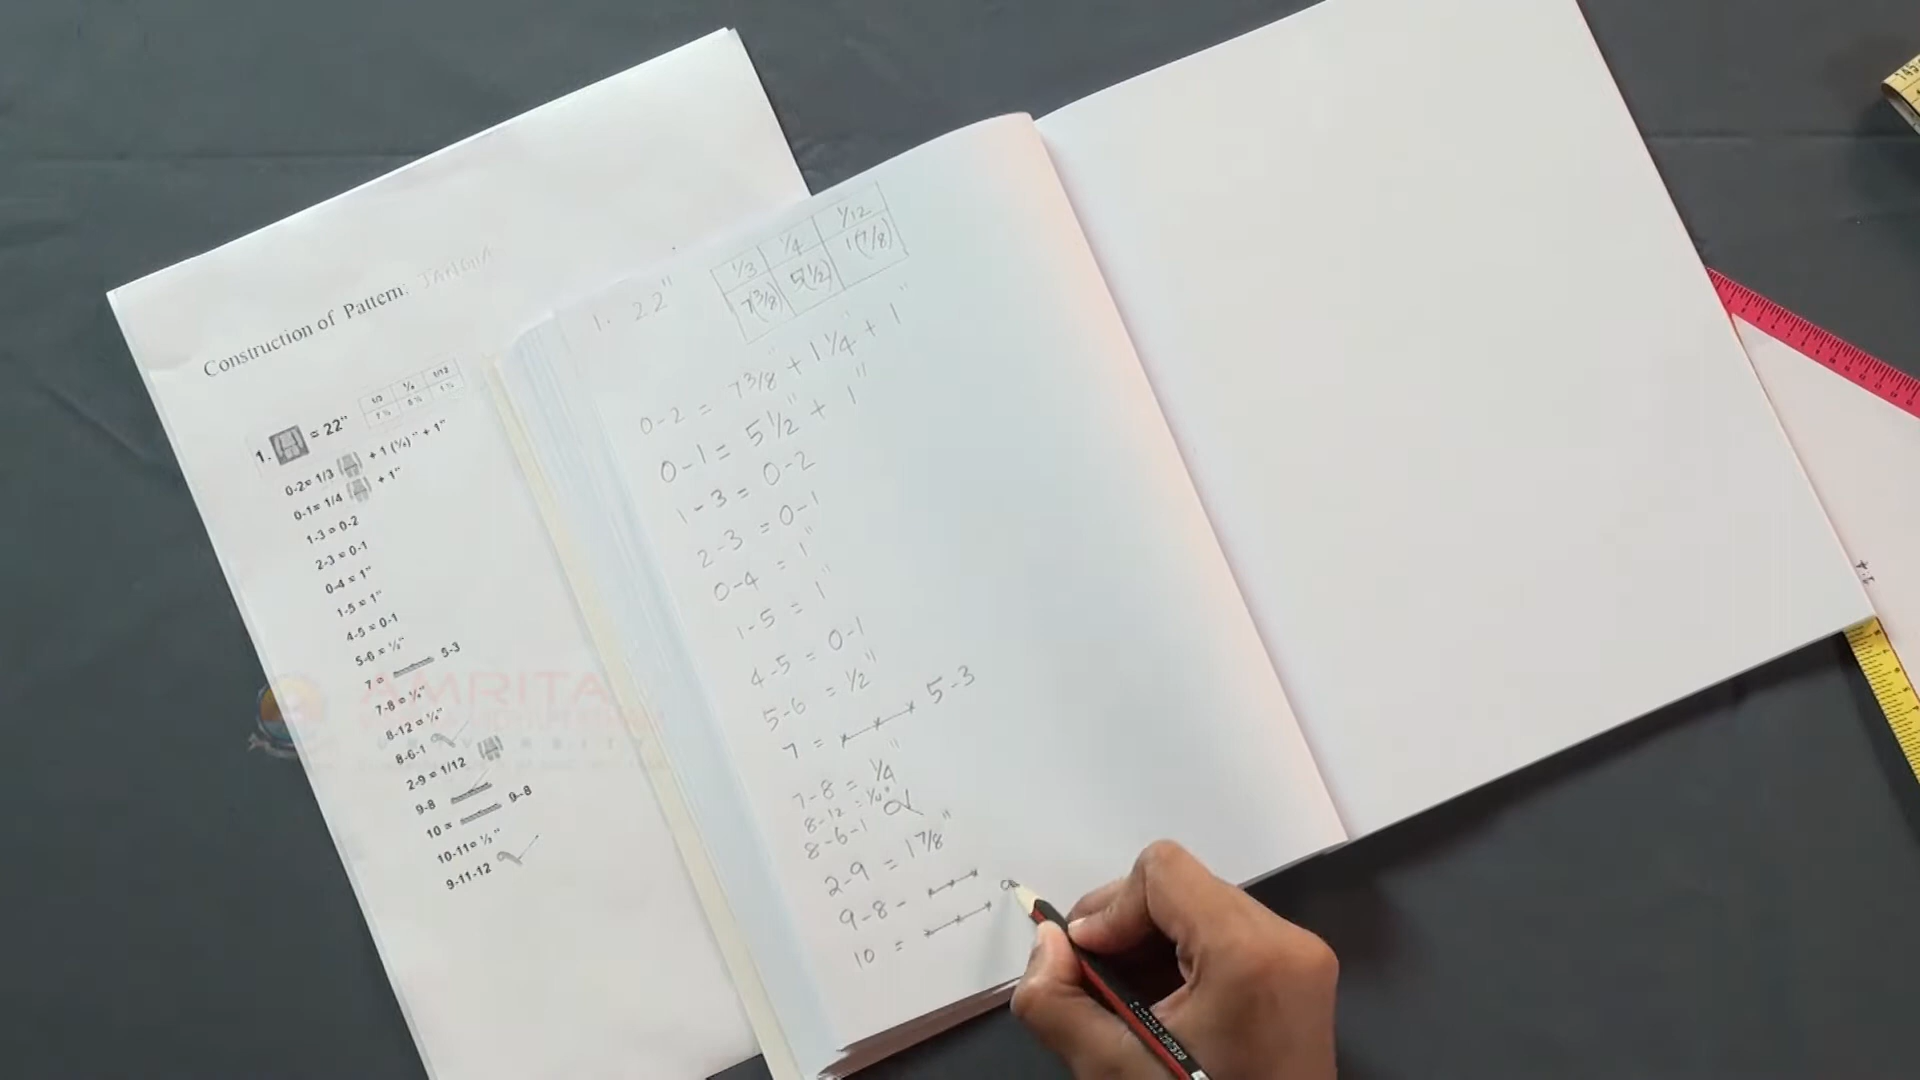 Construction of Pattern: JANGIA
1/3 1/4 1/12
1. = 22"
0-2= 1/3 ( ) + 1 (¼)" + 1"
0-1= 1/4 ( ) + 1"
1-3 = 0-2
2-3 = 0-1
0-4 = 1"
1-5 = 1"
4-5 = 0-1
5-6 = ½"
7 = 5-3
7-8 = ¼"
8-12 = ¼"
8-6-1
2-9 = 1/12
9-8
10 = 9-8
10-11= ½"
9-11-12
AMRITA
UNIVERSITY
1/3 1/4 1/12
7(3/8) 5(1/2) 1(7/8)
1. 22"
0-2 = 7 3/8" + 1 1/4" + 1"
0-1 = 5 1/2" + 1"
1-3 = 0-2
2-3 = 0-1
0-4 = 1"
1-5 = 1"
4-5 = 0-1
5-6 = 1/2"
7 = 5-3
7-8 = 1/4"
8-12 = 1/4"
8-6-1
2-9 = 1 7/8"
9-8-
10 =
145